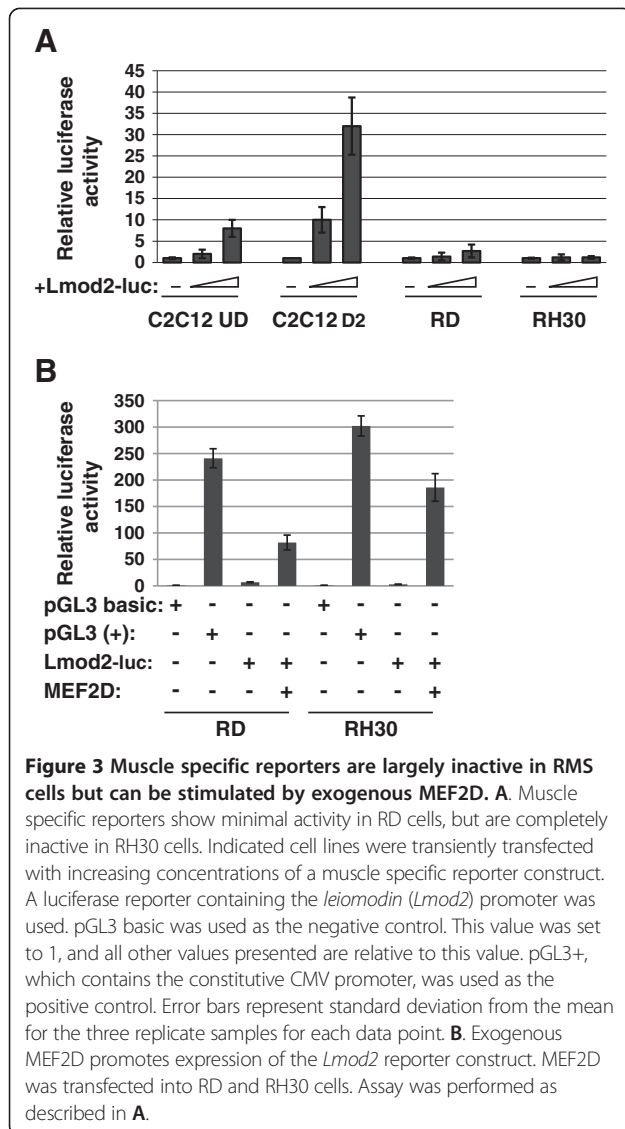 A
Relative luciferase activity
45
40
35
30
25
20
15
10
5
0
+Lmod2-luc: – – – –
C2C12 UD C2C12 D2 RD RH30
B
Relative luciferase activity
350
300
250
200
150
100
50
0
pGL3 basic: + - - - + - - -
pGL3 (+): - + - - - + - -
Lmod2-luc: - - + + - - + +
MEF2D: - - - + - - - +
RD RH30
Figure 3 Muscle specific reporters are largely inactive in RMS
cells but can be stimulated by exogenous MEF2D. A. Muscle
specific reporters show minimal activity in RD cells, but are completely
inactive in RH30 cells. Indicated cell lines were transiently transfected
with increasing concentrations of a muscle specific reporter construct.
A luciferase reporter containing the leiomodin (Lmod2) promoter was
used. pGL3 basic was used as the negative control. This value was set
to 1, and all other values presented are relative to this value. pGL3+,
which contains the constitutive CMV promoter, was used as the
positive control. Error bars represent standard deviation from the mean
for the three replicate samples for each data point. B. Exogenous
MEF2D promotes expression of the Lmod2 reporter construct. MEF2D
was transfected into RD and RH30 cells. Assay was performed as
described in A.